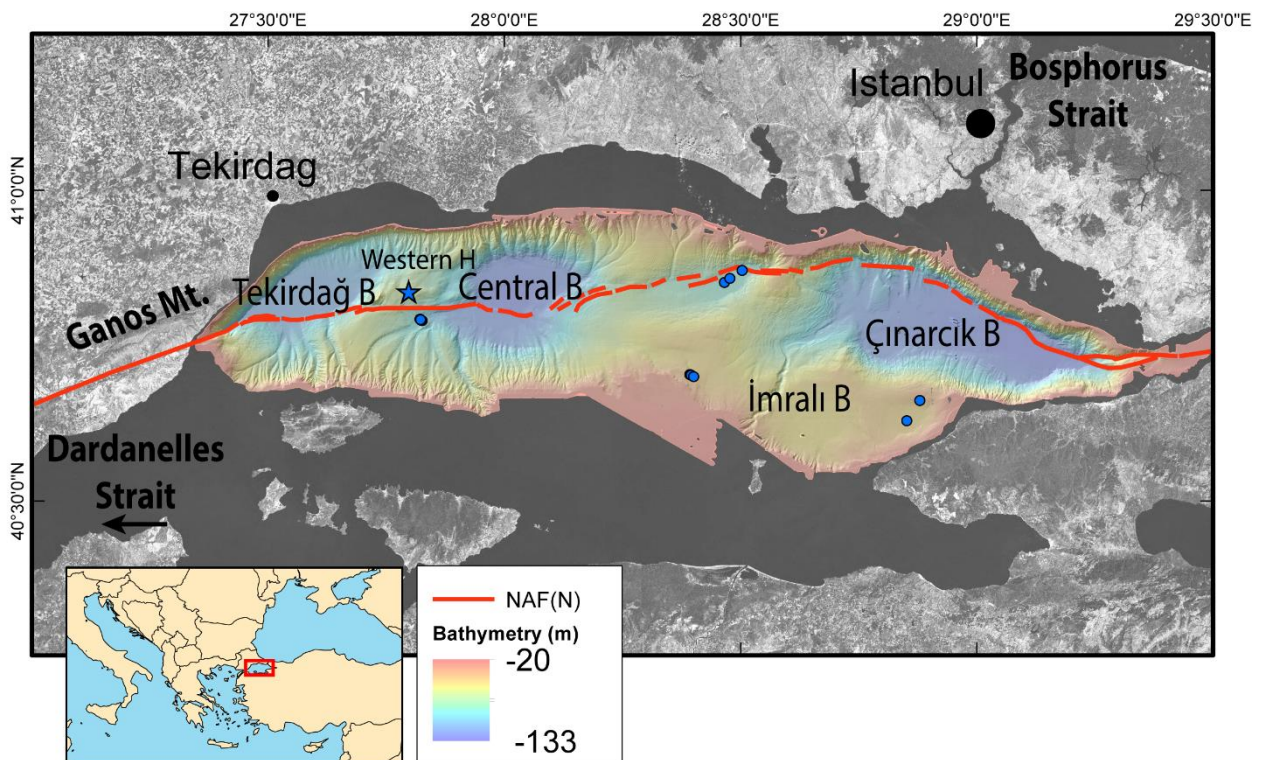 27°30'0"E
28°0'0"E
28°30'0"E
29°0'0"E
29°30'0"E
Bosphorus
Strait
Istanbul
Tekirdag
41°0'0"N
Western H
Tekirdağ B
Central B
Ganos Mt.
Çınarcık B
İmralı B
Dardanelles
Strait
40°30'0"N
NAF(N)
Bathymetry (m)
-20
-133